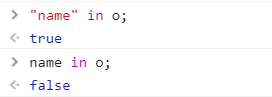 > "name" in o;
<· true
> name in o;
<· false